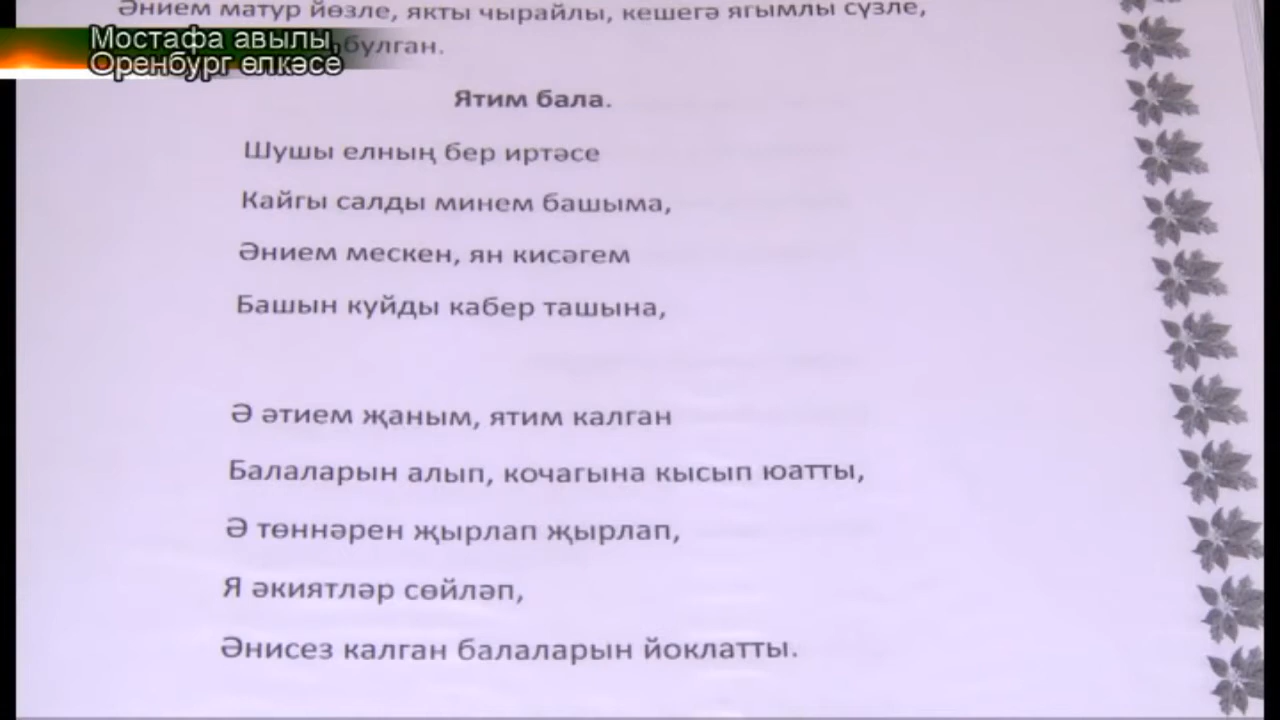 Әнием матур йөзле, якты чырайлы, кешегә ягымлы сүзле,
булган.
Мостафа авылы,
Оренбург өлкәсе
Ятим бала.
Шушы елның бер иртәсе
Кайгы салды минем башыма,
Әнием мескен, ян кисәгем
Башын куйды кабер ташына,
Ә әтием җаным, ятим калган
Балаларын алып, кочагына кысып юатты,
Ә төннәрен җырлап җырлап,
Я әкиятләр сөйләп,
Әнисез калган балаларын йоклатты.